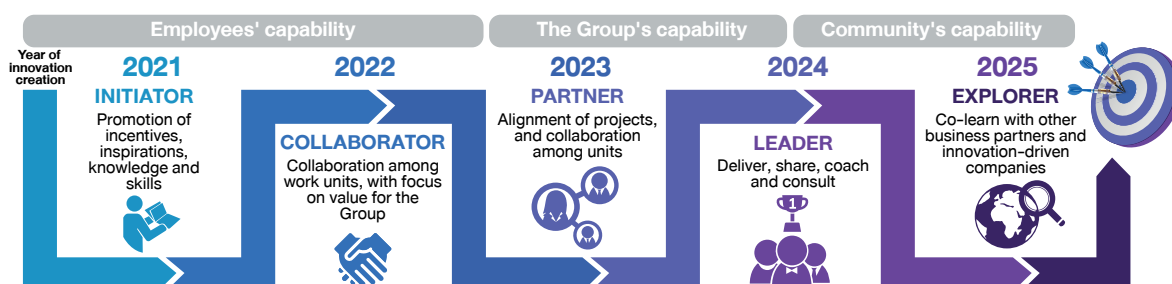 Employees' capability
The Group's capability
Community's capability
Year of
innovation
creation
2021
INITIATOR
Promotion of
incentives,
inspirations,
knowledge and
skills
2022
COLLABORATOR
Collaboration among
work units, with focus
on value for the
Group
2023
PARTNER
Alignment of projects,
and collaboration
among units
2024
LEADER
Deliver, share, coach
and consult
1
2025
EXPLORER
Co-learn with other
business partners and
innovation-driven
companies